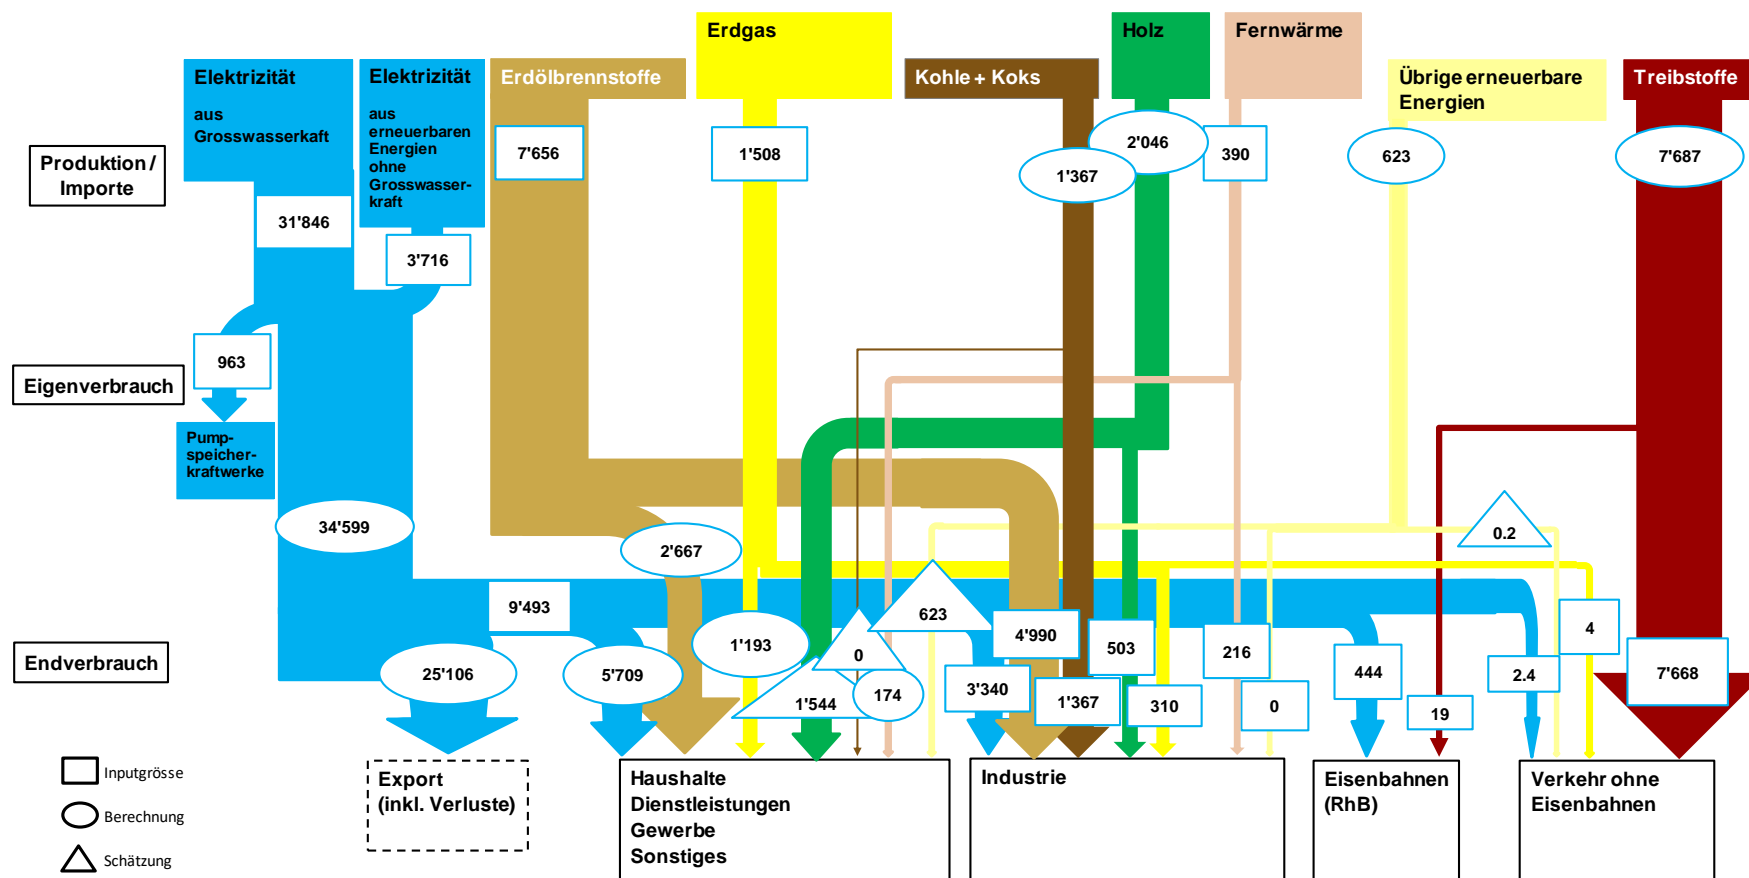 Erdgas
Holz
Fernwärme
Elektrizität
aus
Grosswasserkaft
Elektrizität
aus
erneuerbaren
Energien
ohne
Grosswasser-
kraft
Erdölbrennstoffe
Kohle + Koks
Übrige erneuerbare
Energien
Treibstoffe
Produktion /
Importe
31'846
3'716
7'656
1'508
1'367
2'046
390
623
7'687
963
Eigenverbrauch
Pump-
speicher-
kraftwerke
34'599
2'667
0.2
9'493
623
4'990
503
216
4
Endverbrauch
25'106
5'709
1'193
1'544
0
174
3'340
1'367
310
0
444
19
2.4
7'668
Inputgrösse
Berechnung
Schätzung
Export
(inkl. Verluste)
Haushalte
Dienstleistungen
Gewerbe
Sonstiges
Industrie
Eisenbahnen
(RhB)
Verkehr ohne
Eisenbahnen